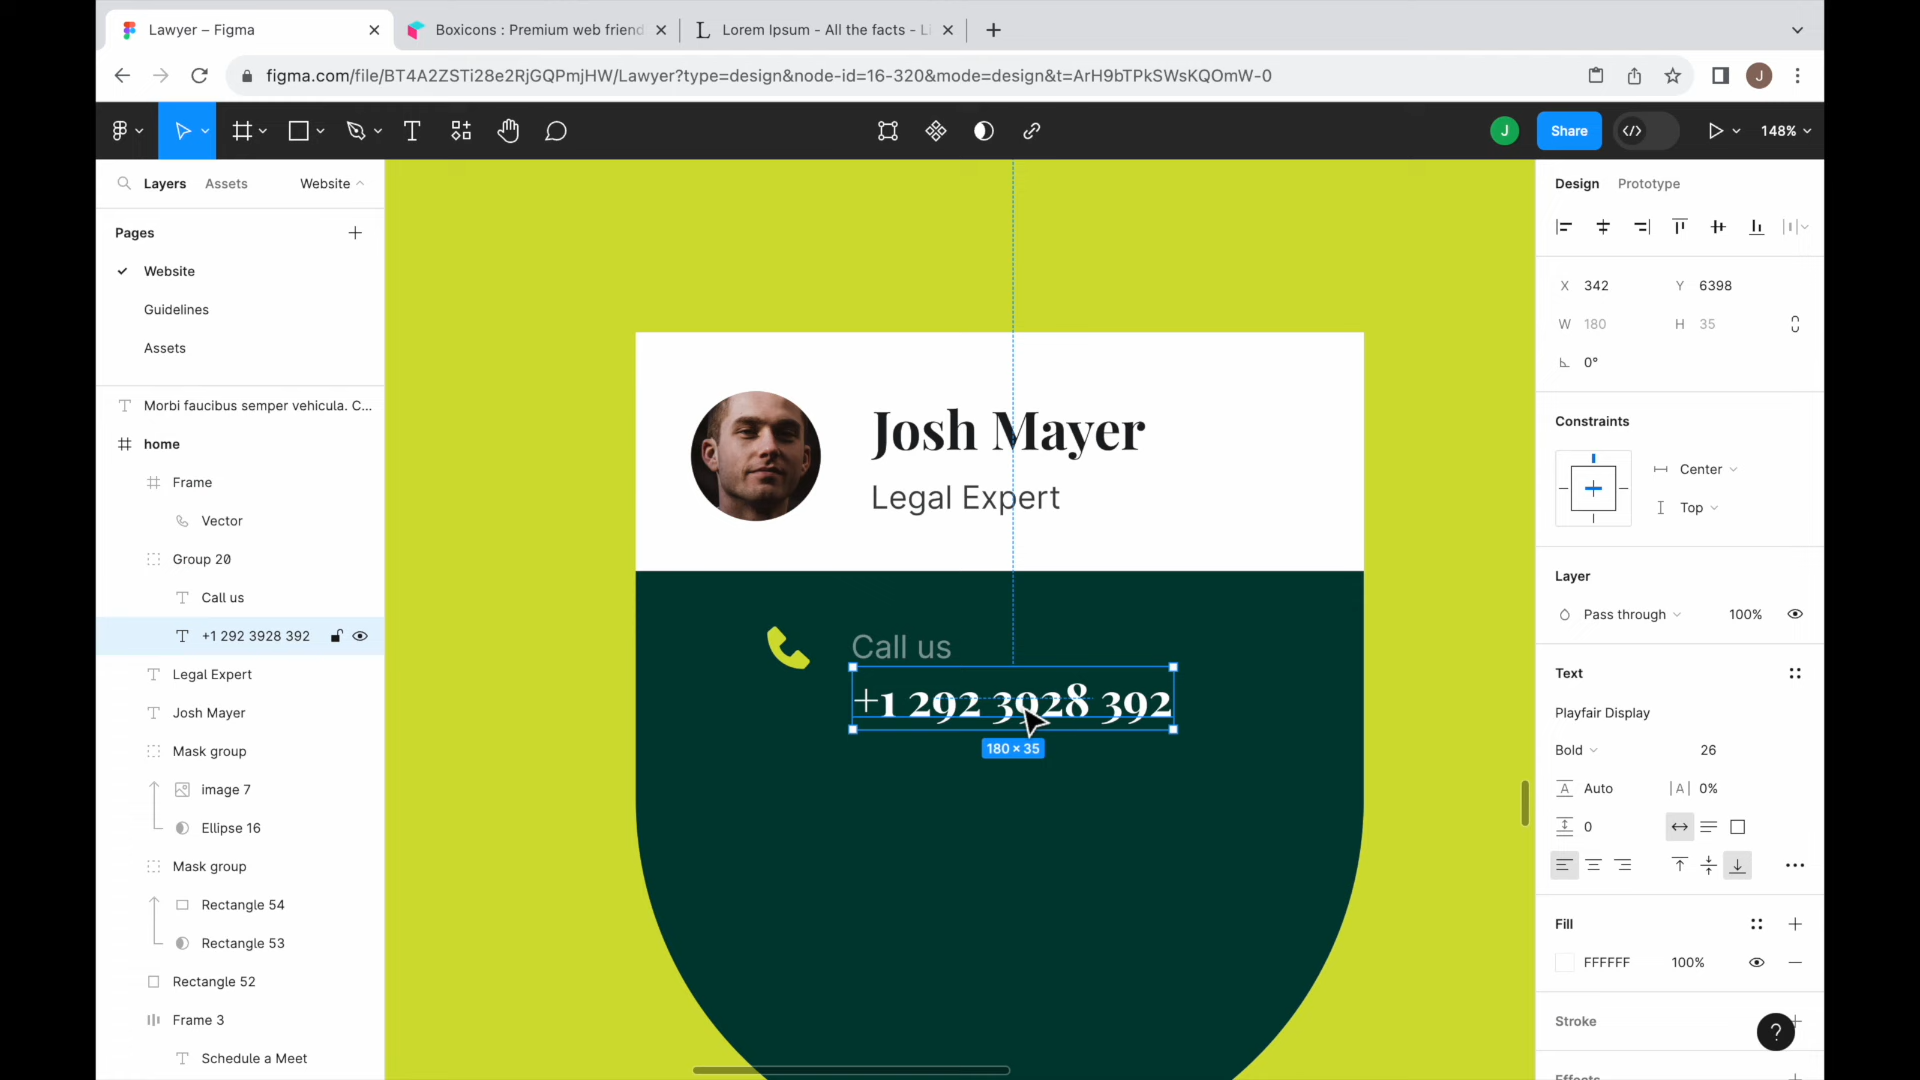 Lawyer – Figma
Boxicons : Premium web friend
Lorem Ipsum - All the facts - Li
figma.com/file/BT4A2ZSTi28e2RjGQPmjHW/Lawyer?type=design&node-id=16-320&mode=design&t=ArH9bTPkSWsKQOmW-0
J
J
Share
148%
Layers
Assets
Website
Design
Prototype
Pages
Website
Guidelines
Assets
Morbi faucibus semper vehicula. C...
home
Frame
Vector
Group 20
Call us
+1 292 3928 392
Legal Expert
Josh Mayer
Mask group
image 7
Ellipse 16
Mask group
Rectangle 54
Rectangle 53
Rectangle 52
Frame 3
Schedule a Meet
Josh Mayer
Legal Expert
Call us
+1 292 3928 392
180 × 35
X 342 Y 6398
W 180 H 35
0°
Constraints
Center
Top
Layer
Pass through 100%
Text
Playfair Display
Bold 26
Auto |A| 0%
0
Fill
FFFFFF 100%
Stroke
?
Effects